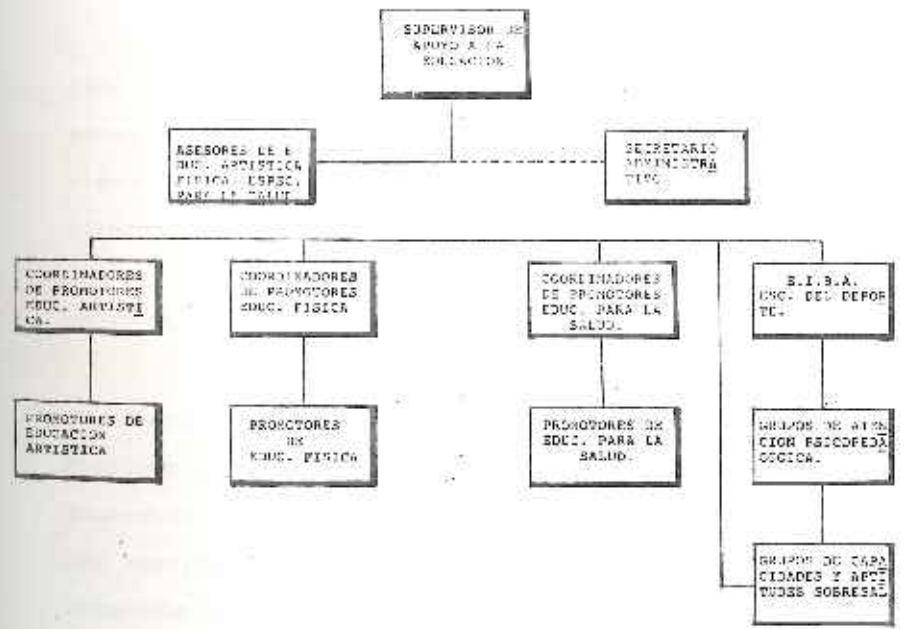 SUPERVISOR DE
APOYO A LA
EDUCACION
ASESORES DE E
DUC. ARTISTICA
FISICA, ESPEC.
PARA LA SALUD
SECRETARIO
ADMINISTRA
TIVO.
COORDINADORES
DE PROMOTORES
EDUC. ARTISTI
CA.
COORDINADORES
DE PROMOTORES
EDUC. FISICA
COORDINADORES
DE PROMOTORES
EDUC. PARA LA
SALUD.
E.I.B.A.
ESC. DEL DEPOR
TE.
PROMOTORES DE
EDUCACION
ARTISTICA
PROMOTORES
DE
EDUC. FISICA
PROMOTORES DE
EDUC. PARA LA
SALUD.
GRUPOS DE ATEN
CION PSICOPEDA
GOGICA.
GRUPOS DE CAPA
CIDADES Y APTI
TUDES SOBRESAL